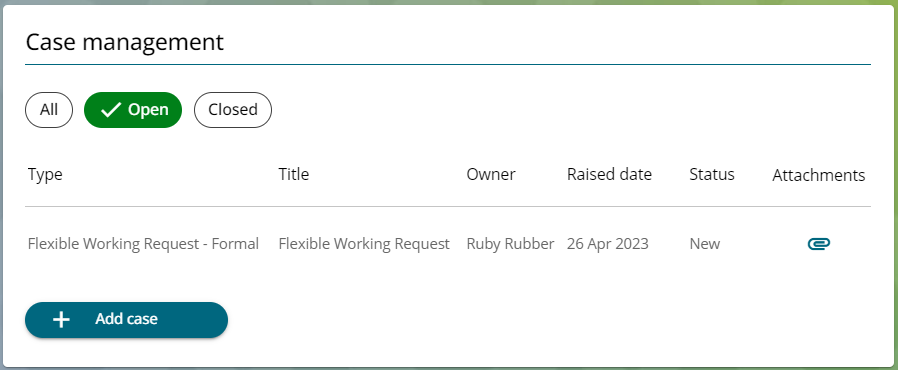 Case management
All Open Closed
Type Title Owner Raised date Status Attachments
Flexible Working Request - Formal Flexible Working Request Ruby Rubber 26 Apr 2023 New
Add case